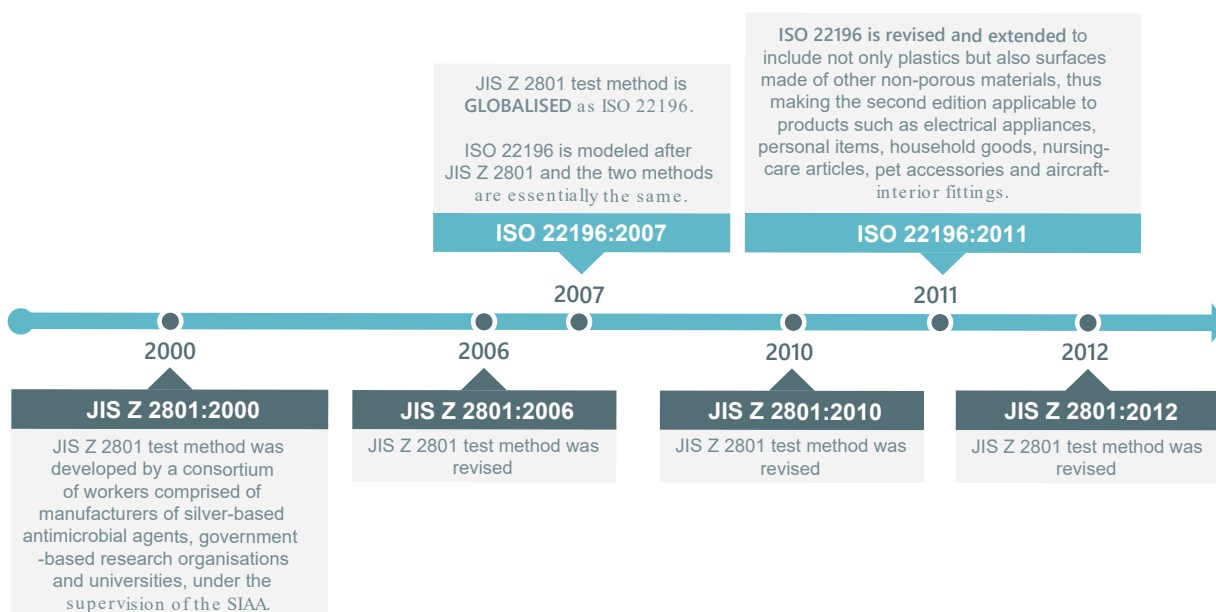 JIS Z 2801 test method is
GLOBALISED as ISO 22196.
ISO 22196 is modeled after
JIS Z 2801 and the two methods
are essentially the same.
ISO 22196:2007
ISO 22196 is revised and extended to
include not only plastics but also surfaces
made of other non-porous materials, thus
making the second edition applicable to
products such as electrical appliances,
personal items, household goods, nursing-
care articles, pet accessories and aircraft-
interior fittings.
ISO 22196:2011
2007
2011
2000
2006
2010
2012
JIS Z 2801:2000
JIS Z 2801 test method was
developed by a consortium
of workers comprised of
manufacturers of silver-based
antimicrobial agents, government
-based research organisations
and universities, under the
supervision of the SIAA.
JIS Z 2801:2006
JIS Z 2801 test method was
revised
JIS Z 2801:2010
JIS Z 2801 test method was
revised
JIS Z 2801:2012
JIS Z 2801 test method was
revised